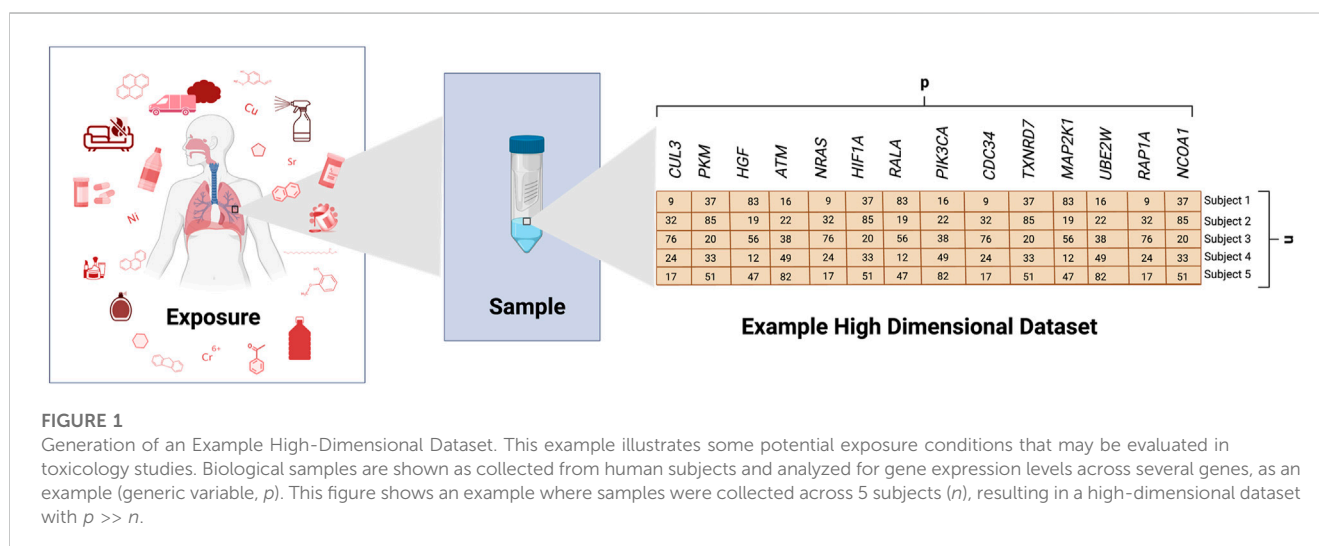 Cu
Sr
Ni
Exposure
Cr 6+
Sample
p
CUL3 PKM HGF ATM NRAS HIF1A RALA PIK3CA CDC34 TXNRD7 MAP2K1 UBE2W RAP1A NCOA1
9 37 83 16 9 37 83 16 9 37 83 16 9 37 Subject 1
32 85 19 22 32 85 19 22 32 85 19 22 32 85 Subject 2
76 20 56 38 76 20 56 38 76 20 56 38 76 20 Subject 3
24 33 12 49 24 33 12 49 24 33 12 49 24 33 Subject 4
17 51 47 82 17 51 47 82 17 51 47 82 17 51 Subject 5
n
Example High Dimensional Dataset
FIGURE 1
Generation of an Example High-Dimensional Dataset. This example illustrates some potential exposure conditions that may be evaluated in
toxicology studies. Biological samples are shown as collected from human subjects and analyzed for gene expression levels across several genes, as an
example (generic variable, p). This figure shows an example where samples were collected across 5 subjects (n), resulting in a high-dimensional dataset
with p >> n.